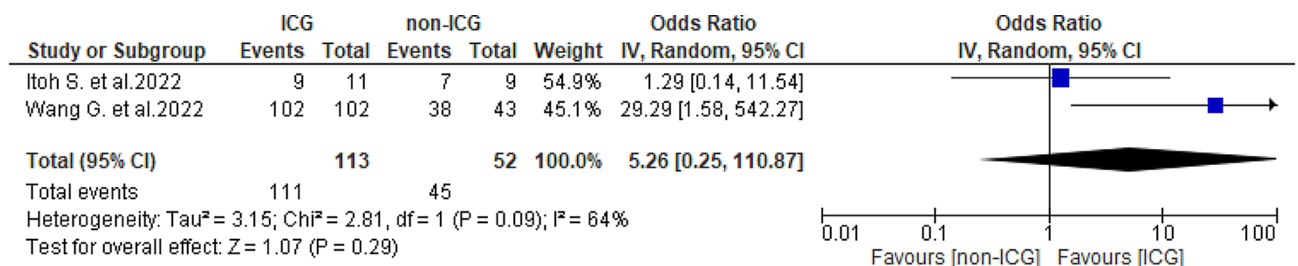 ICG non-ICG Odds Ratio Odds Ratio
Study or Subgroup Events Total Events Total Weight IV, Random, 95% CI IV, Random, 95% CI
Itoh S. et al.2022 9 11 7 9 54.9% 1.29 [0.14, 11.54]
Wang G. et al.2022 102 102 38 43 45.1% 29.29 [1.58, 542.27]
Total (95% CI) 113 52 100.0% 5.26 [0.25, 110.87]
Total events 111 45
Heterogeneity: Tau² = 3.15; Chi² = 2.81, df = 1 (P = 0.09); I² = 64%
Test for overall effect: Z = 1.07 (P = 0.29)
0.01 0.1 1 10 100
Favours [non-ICG] Favours [ICG]